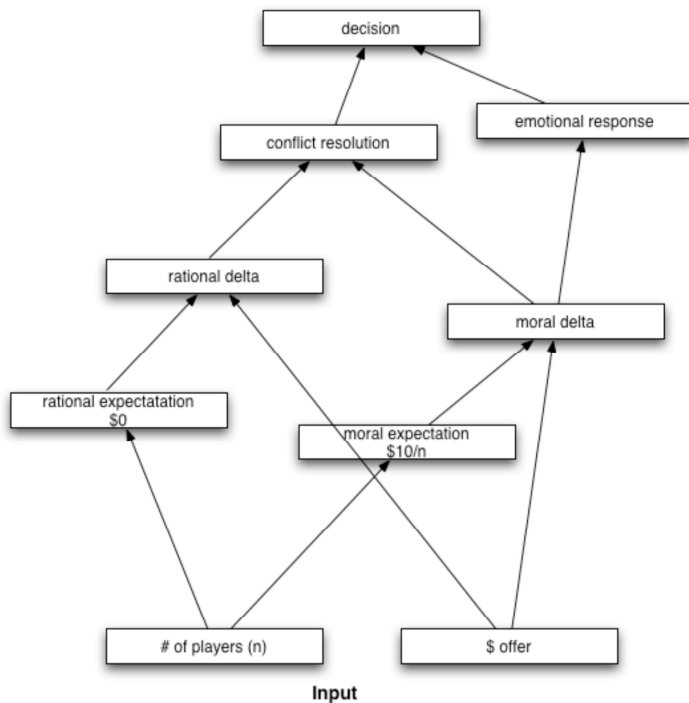 decision
emotional response
conflict resolution
rational delta
moral delta
rational expectatation
$0
moral expectation
$10/n
# of players (n)
$ offer
Input